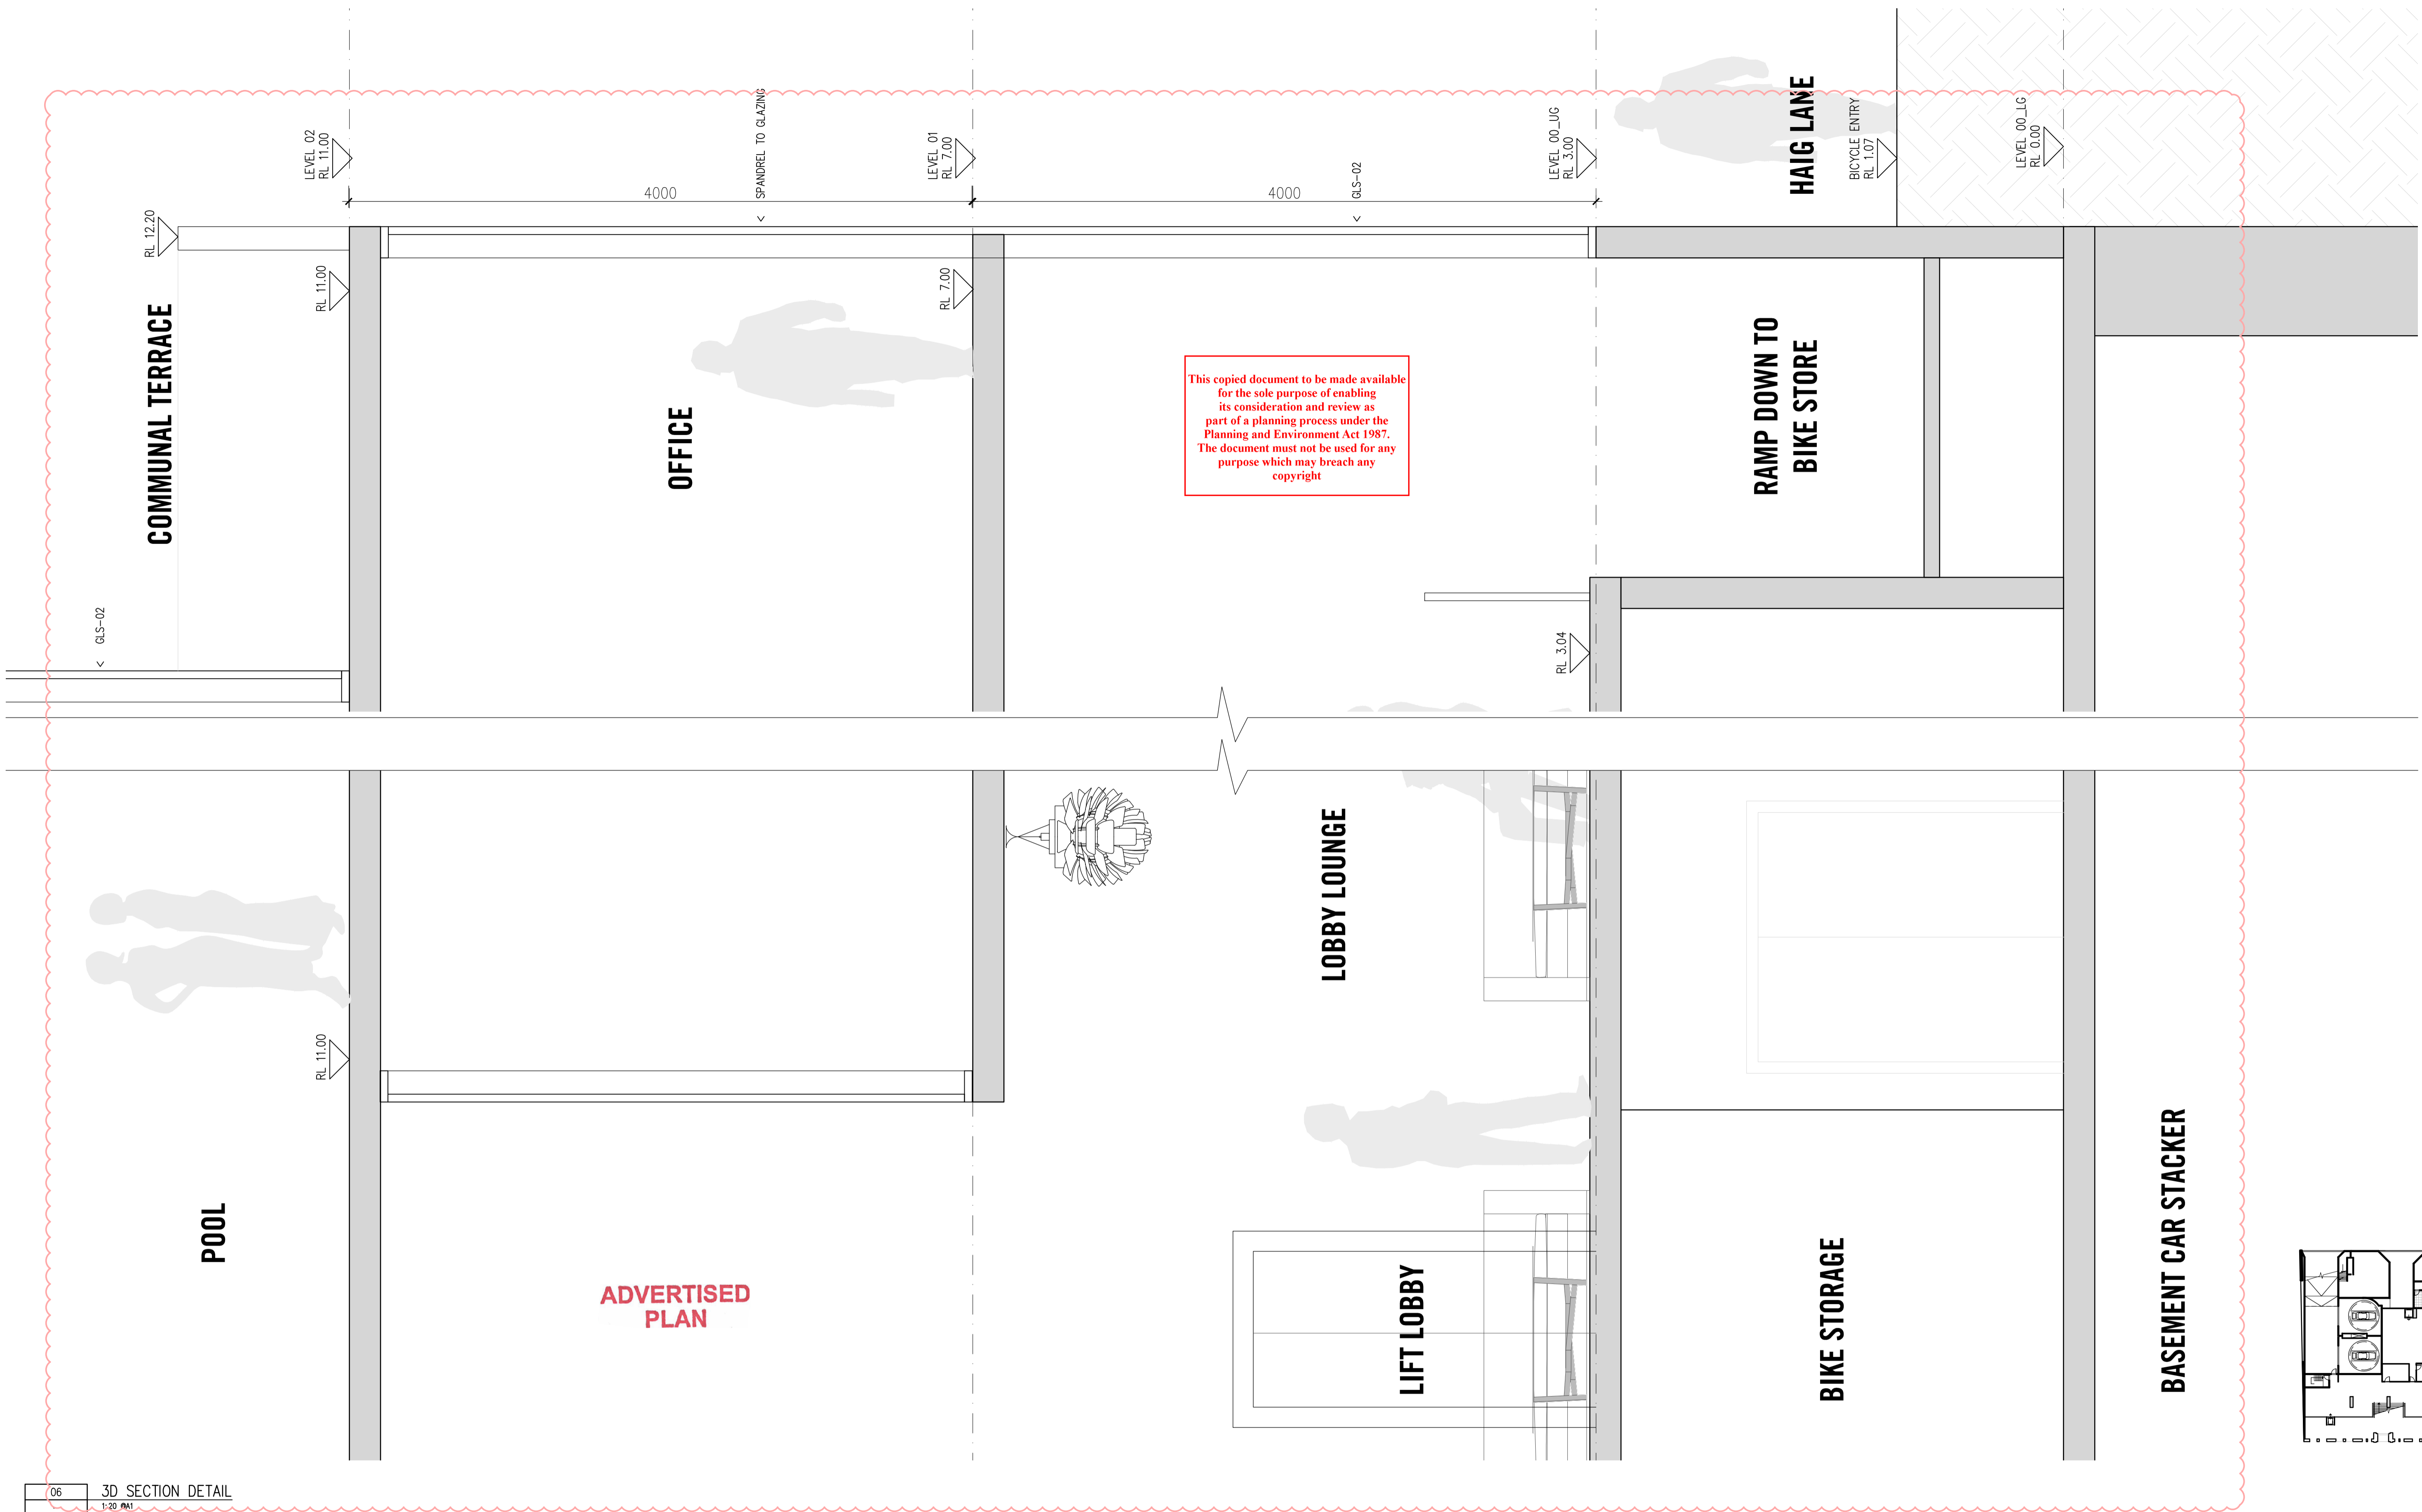 HAIG LANE
LEVEL 02
RL 11.00
SPANDREL TO GLAZING
LEVEL 01
RL 7.00
LEVEL 00_UG
RL 3.00
BICYCLE ENTRY
RL 1.07
LEVEL 00_LG
RL 0.00
4000
4000
GLS-02
RL 12.20
RL 11.00
RL 7.00
COMMUNAL TERRACE
OFFICE
This copied document to be made available
for the sole purpose of enabling
its consideration and review as
part of a planning process under the
Planning and Environment Act 1987.
The document must not be used for any
purpose which may breach any
copyright
RAMP DOWN TO
BIKE STORE
GLS-02
RL 3.04
LOBBY LOUNGE
RL 11.00
POOL
ADVERTISED
PLAN
LIFT LOBBY
BIKE STORAGE
BASEMENT CAR STACKER
06
3D SECTION DETAIL
1:20 @A1